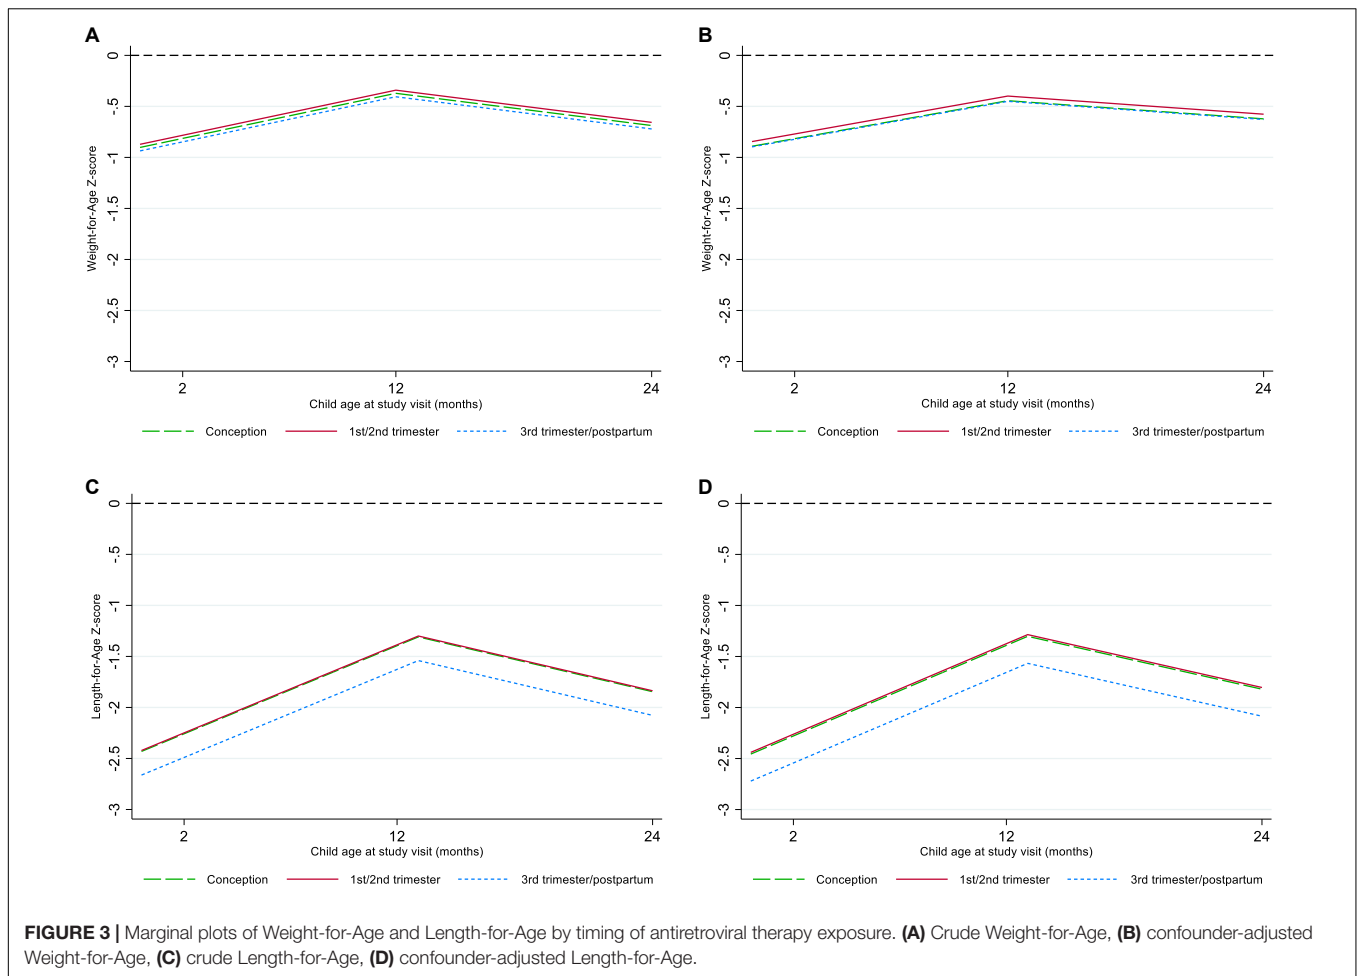 A
0
-.5
-1
-1.5
-2
-2.5
-3
Weight-for-Age Z-score
2 12 24
Child age at study visit (months)
Conception 1st/2nd trimester 3rd trimester/postpartum
B
0
-.5
-1
-1.5
-2
-2.5
-3
Weight-for-Age Z-score
2 12 24
Child age at study visit (months)
Conception 1st/2nd trimester 3rd trimester/postpartum
C
0
-.5
-1
-1.5
-2
-2.5
-3
Length-for-Age Z-score
2 12 24
Child age at study visit (months)
Conception 1st/2nd trimester 3rd trimester/postpartum
D
0
-.5
-1
-1.5
-2
-2.5
-3
Length-for-Age Z-score
2 12 24
Child age at study visit (months)
Conception 1st/2nd trimester 3rd trimester/postpartum
FIGURE 3 | Marginal plots of Weight-for-Age and Length-for-Age by timing of antiretroviral therapy exposure. (A) Crude Weight-for-Age, (B) confounder-adjusted
Weight-for-Age, (C) crude Length-for-Age, (D) confounder-adjusted Length-for-Age.